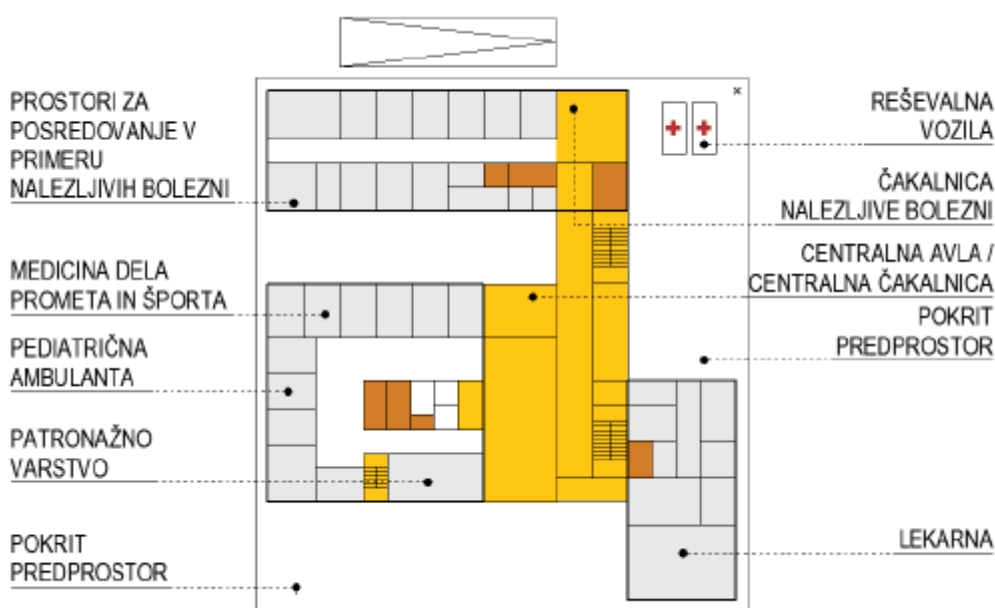 PROSTORI ZA
POSREDOVANJE V
PRIMERU
NALEZLJIVIH BOLEZNI
MEDICINA DELA
PROMETA IN ŠPORTA
PEDIATRIČNA
AMBULANTA
PATRONAŽNO
VARSTVO
POKRIT
PREDPROSTOR
REŠEVALNA
VOZILA
ČAKALNICA
NALEZLJIVE BOLEZNI
CENTRALNA AVLA /
CENTRALNA ČAKALNICA
POKRIT
PREDPROSTOR
LEKARNA